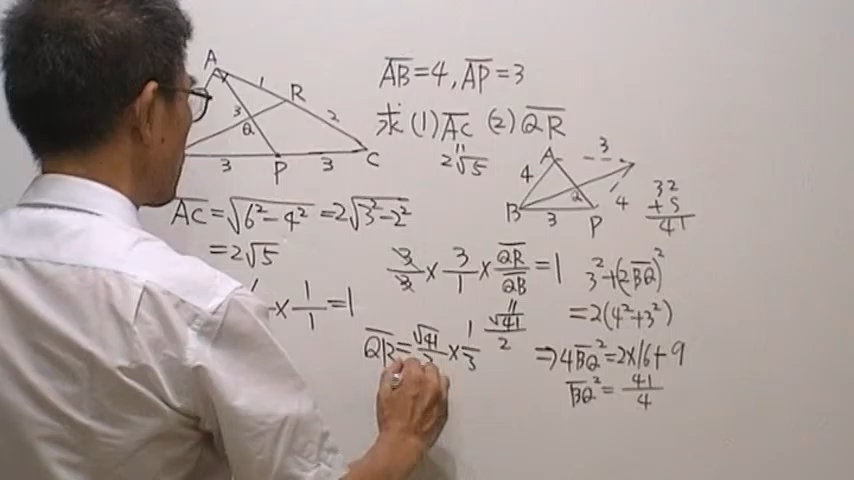 A
1
R
2
3
Q
3
P
3
C
AB=4, AP=3
求 (1) AC (2) QR
2√5
A
3
4
Q
4
B
3
P
32
+ 5
41
AC = √6²-4² = 2√3²-2²
= 2√5
× 1/1 = 1
3/3 × 3/1 × QR/QB = 1
√41/2
QR = √41/2 × 1/3
3²+(2BQ)²
=2(4²+3²)
⇒4BQ²=2×16+9
BQ²=41/4